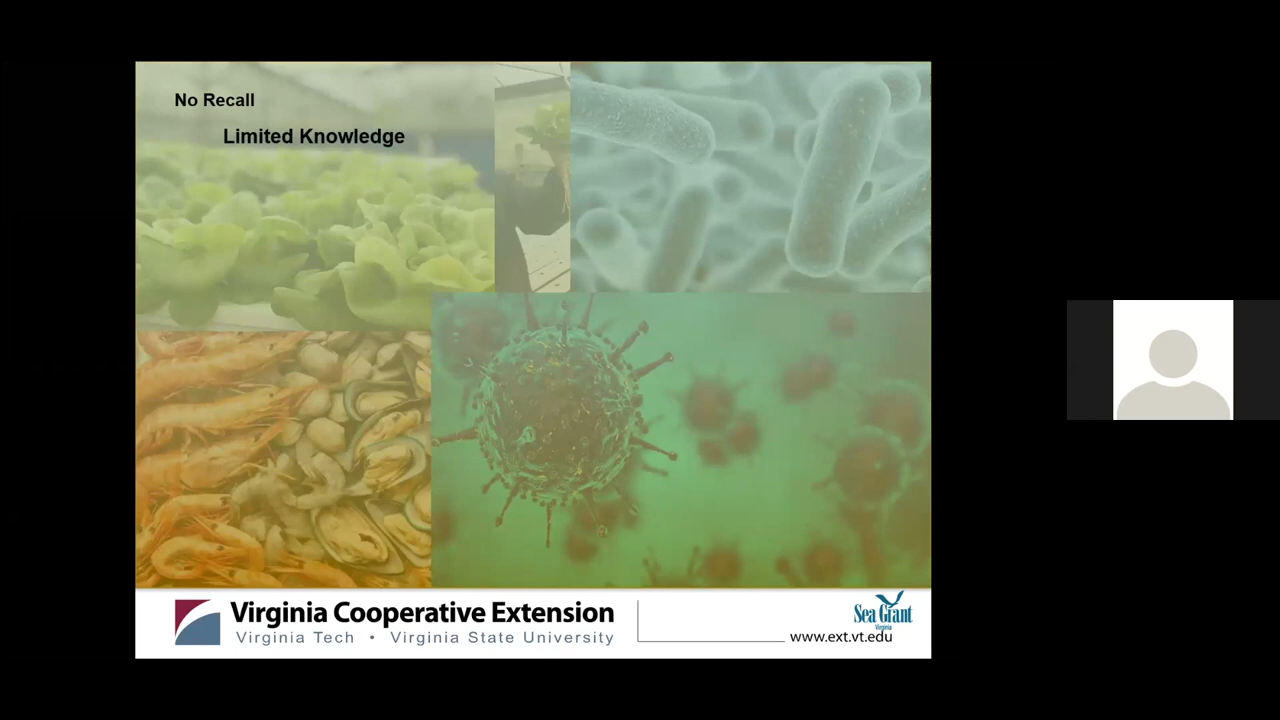 No Recall
Limited Knowledge
Virginia Cooperative Extension
Virginia Tech • Virginia State University
Sea Grant
Virginia
www.ext.vt.edu